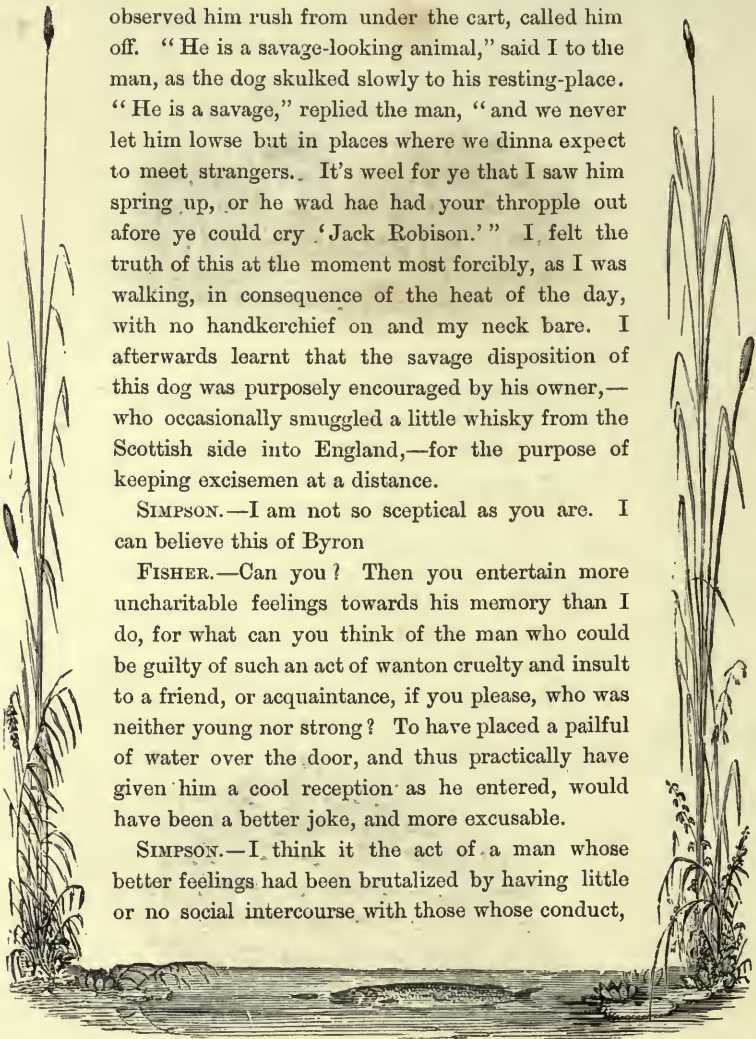 observed him rush from under the cart, called him
off. “He is a savage-looking animal,” said I to the
man, as the dog skulked slowly to his resting-place.
“He is a savage,” replied the man, “and we never
let him lowse but in places where we dinna expect
to meet strangers. It's weel for ye that I saw him
spring up, or he wad hae had your thropple out
afore ye could cry ‘Jack Robison.’” I felt the
truth of this at the moment most forcibly, as I was
walking, in consequence of the heat of the day,
with no handkerchief on and my neck bare. I
afterwards learnt that the savage disposition of
this dog was purposely encouraged by his owner,—
who occasionally smuggled a little whisky from the
Scottish side into England,—for the purpose of
keeping excisemen at a distance.
SIMPSON.—I am not so sceptical as you are. I
can believe this of Byron
FISHER.—Can you? Then you entertain more
uncharitable feelings towards his memory than I
do, for what can you think of the man who could
be guilty of such an act of wanton cruelty and insult
to a friend, or acquaintance, if you please, who was
neither young nor strong? To have placed a pailful
of water over the door, and thus practically have
given him a cool reception as he entered, would
have been a better joke, and more excusable.
SIMPSON.—I think it the act of a man whose
better feelings had been brutalized by having little
or no social intercourse with those whose conduct,